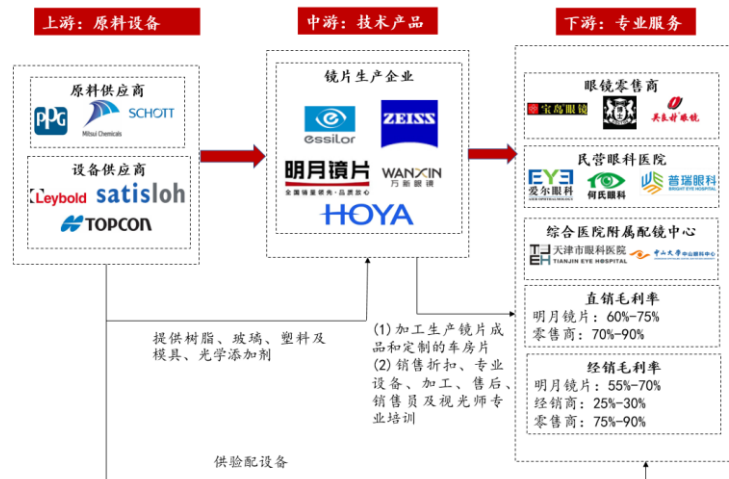 上游：原料设备
中游：技术产品
下游：专业服务
原料供应商
PPG
Mitsui Chemicals
SCHOTT
设备供应商
Leybold
satisloh
TOPCON
镜片生产企业
essilor
ZEISS
明月镜片
WANXIN
万新眼镜
HOYA
眼镜零售商
宝岛眼镜
吴良材眼镜
民营眼科医院
EYE
爱尔眼科
何氏眼科
普瑞眼科
BRIGHT EYE HOSPITAL
综合医院附属配镜中心
TJEH
天津市眼科医院
TIANJIN EYE HOSPITAL
中山大学中山眼科中心
直销毛利率
明月镜片：60%-75%
零售商：70%-90%
经销毛利率
明月镜片：55%-70%
经销商：25%-30%
零售商：75%-90%
提供树脂、玻璃、塑料及
模具、光学添加剂
(1)加工生产镜片成
品和定制的车房片
(2)销售折扣、专业
设备、加工、售后、
销售员及视光师专
业培训
供验配设备